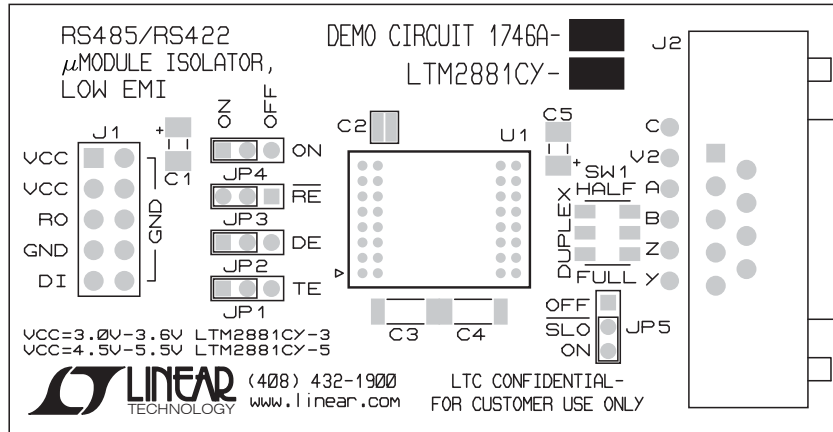 RS485/RS422
µMODULE ISOLATOR,
LOW EMI
DEMO CIRCUIT 1746A-
LTM2881CY-
J2
J1
VCC
VCC
RO
GND
DI
GND
+
C1
ON
OFF
ON
JP4
RE
JP3
DE
JP2
TE
JP1
C2
U1
C5
+
SW1
HALF
DUPLEX
FULL
C
V2
A
B
Z
Y
C3
C4
OFF
SLO
ON
JP5
VCC=3.0V-3.6V LTM2881CY-3
VCC=4.5V-5.5V LTM2881CY-5
LT LINEAR
TECHNOLOGY
(408) 432-1900
www.linear.com
LTC CONFIDENTIAL-
FOR CUSTOMER USE ONLY